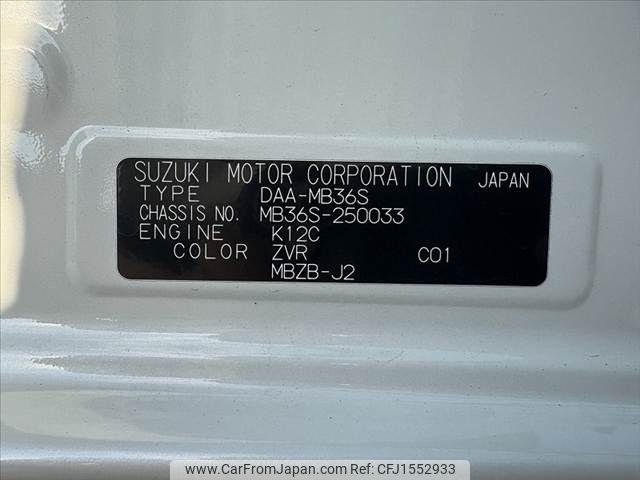 SUZUKI MOTOR CORPORATION JAPAN
TYPE DAA-MB36S
CHASSIS NO. MB36S-250033
ENGINE K12C
COLOR ZVR C01
MBZB-J2
www.CarFromJapan.com - Ref No: CFJ1552933